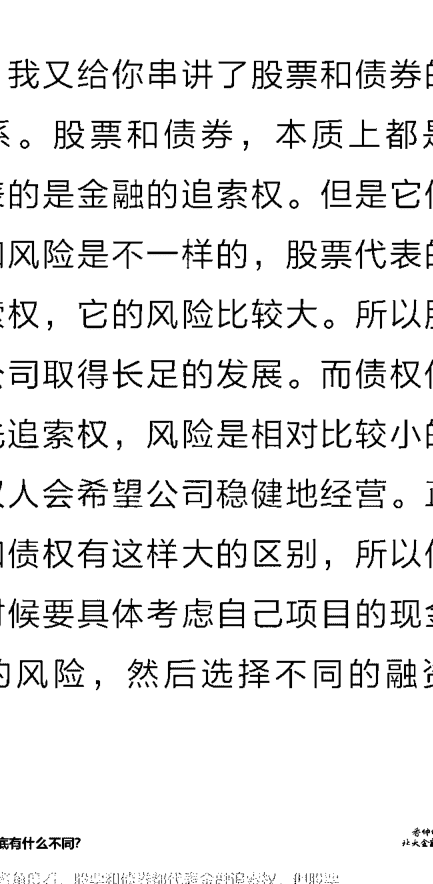 我又给你串讲了股票和债券的
系。股票和债券，本质上都是
表的是金融的追索权。但是它们
和风险是不一样的，股票代表的
索权，它的风险比较大。所以股
公司取得长足的发展。而债权代
先追索权，风险是相对比较小的
权人会希望公司稳健地经营。正
和债权有这样大的区别，所以你
时候要具体考虑自己项目的现金
的风险，然后选择不同的融资
底有什么不同?